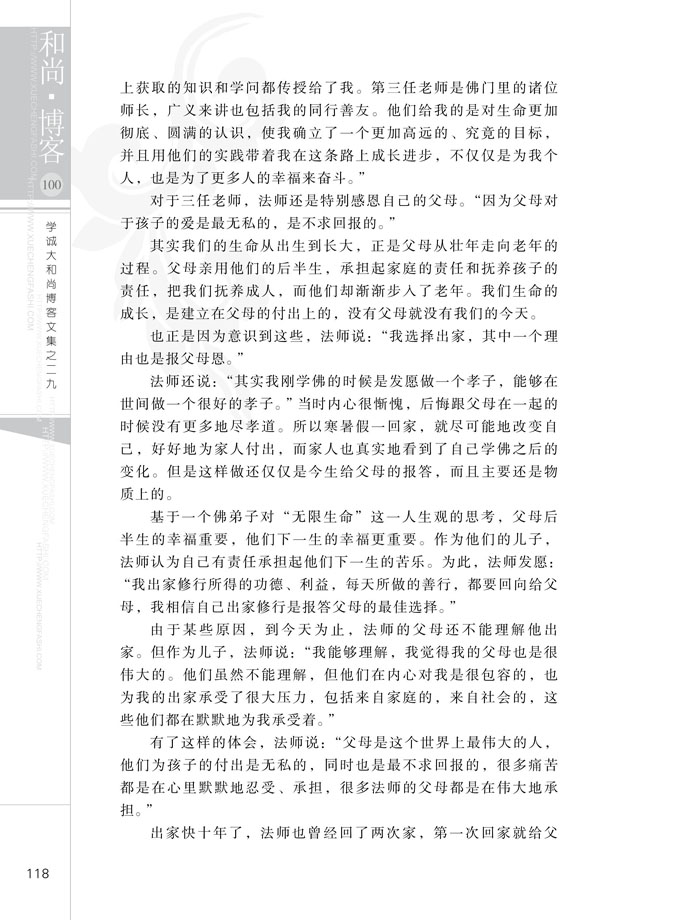 和尚·博客
100
学诚大和尚博客文集之二九
上获取的知识和学问都传授给了我。第三任老师是佛门里的诸位
师长，广义来讲也包括我的同行善友。他们给我的是对生命更加
彻底、圆满的认识，使我确立了一个更加高远的、究竟的目标，
并且用他们的实践带着我在这条路上成长进步，不仅仅是为我个
人，也是为了更多人的幸福来奋斗。”
对于三任老师，法师还是特别感恩自己的父母。“因为父母对
于孩子的爱是最无私的，是不求回报的。”
其实我们的生命从出生到长大，正是父母从壮年走向老年的
过程。父母亲用他们的后半生，承担起家庭的责任和抚养孩子的
责任，把我们抚养成人，而他们却渐渐步入了老年。我们生命的
成长，是建立在父母的付出上的，没有父母就没有我们的今天。
也正是因为意识到这些，法师说：“我选择出家，其中一个理
由也是报父母恩。”
法师还说：“其实我刚学佛的时候是发愿做一个孝子，能够在
世间做一个很好的孝子。”当时内心很惭愧，后悔跟父母在一起的
时候没有更多地尽孝道。所以寒暑假一回家，就尽可能地改变自
己，好好地为家人付出，而家人也真实地看到了自己学佛之后的
变化。但是这样做还仅仅是今生给父母的报答，而且主要还是物
质上的。
基于一个佛弟子对“无限生命”这一人生观的思考，父母后
半生的幸福重要，他们下一生的幸福更重要。作为他们的儿子，
法师认为自己有责任承担起他们下一生的苦乐。为此，法师发愿：
“我出家修行所得的功德、利益，每天所做的善行，都要回向给父
母，我相信自己出家修行是报答父母的最佳选择。”
由于某些原因，到今天为止，法师的父母还不能理解他出
家。但作为儿子，法师说：“我能够理解，我觉得我的父母也是很
伟大的。他们虽然不能理解，但他们在内心对我是很包容的，也
为我的出家承受了很大压力，包括来自家庭的，来自社会的，这
些他们都在默默地为我承受着。”
有了这样的体会，法师说：“父母是这个世界上最伟大的人，
他们为孩子的付出是无私的，同时也是最不求回报的，很多痛苦
都是在心里默默地忍受、承担，很多法师的父母都是在伟大地承
担。”
出家快十年了，法师也曾经回了两次家，第一次回家就给父
118